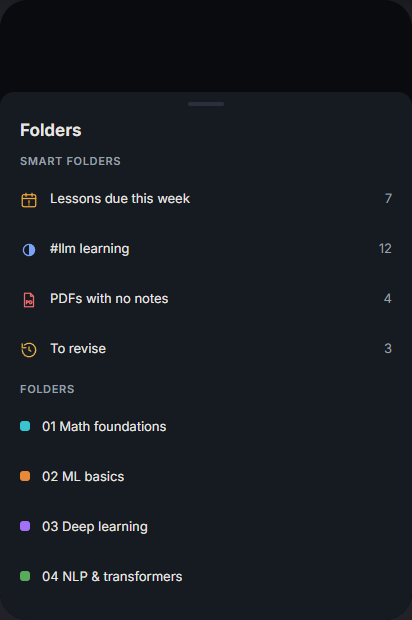 Folders
SMART FOLDERS
Lessons due this week 7
#llm learning 12
PDFs with no notes 4
To revise 3
FOLDERS
01 Math foundations
02 ML basics
03 Deep learning
04 NLP & transformers